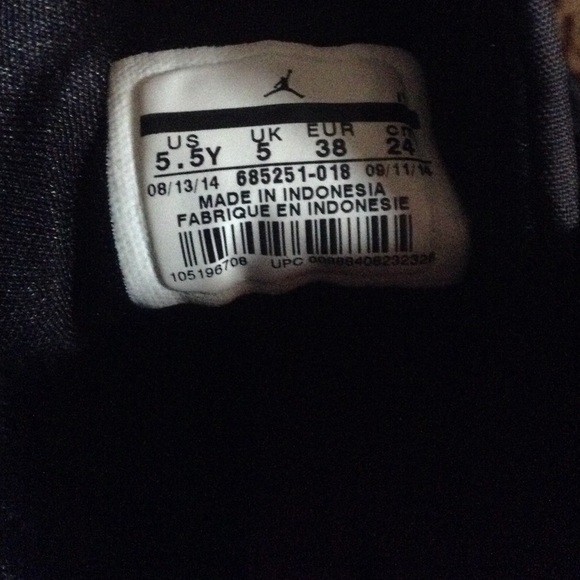 US UK EUR cm
5.5Y 5 38 24
08/13/14 685251-018 09/11/14
MADE IN INDONESIA
FABRIQUE EN INDONESIE
105196708 UPC